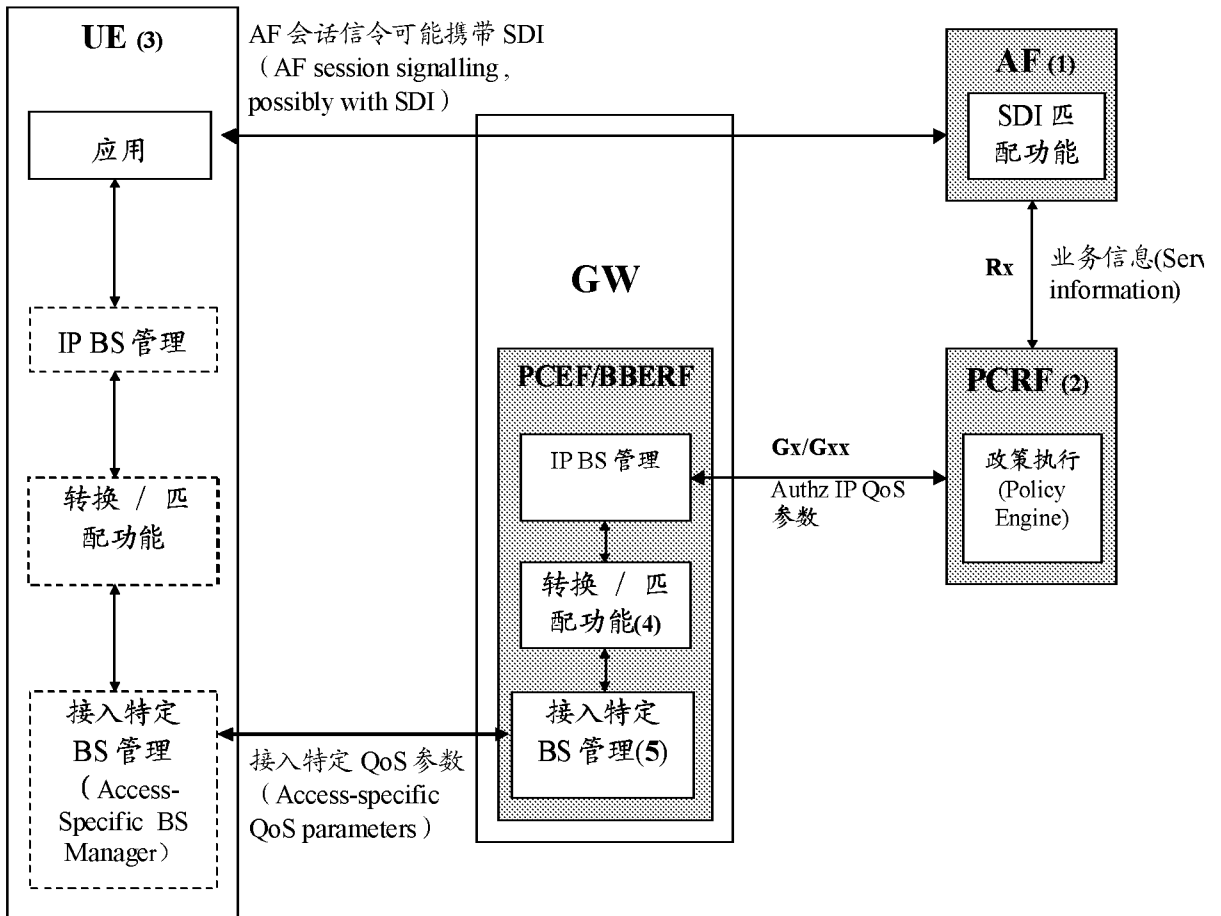 UE (3)
应用
IP BS 管理
转换 / 匹
配功能
接入特定
BS 管理
(Access-
Specific BS
Manager)
AF 会话信令可能携带 SDI
(AF session signalling,
possibly with SDI)
接入特定 QoS 参数
(Access-specific
QoS parameters)
GW
PCEF/BBERF
IP BS 管理
转换 / 匹
配功能(4)
接入特定
BS 管理(5)
Gx/Gxx
Authz IP QoS
参数
AF (1)
SDI 匹
配功能
Rx
业务信息(Serv
information)
PCRF (2)
政策执行
(Policy
Engine)